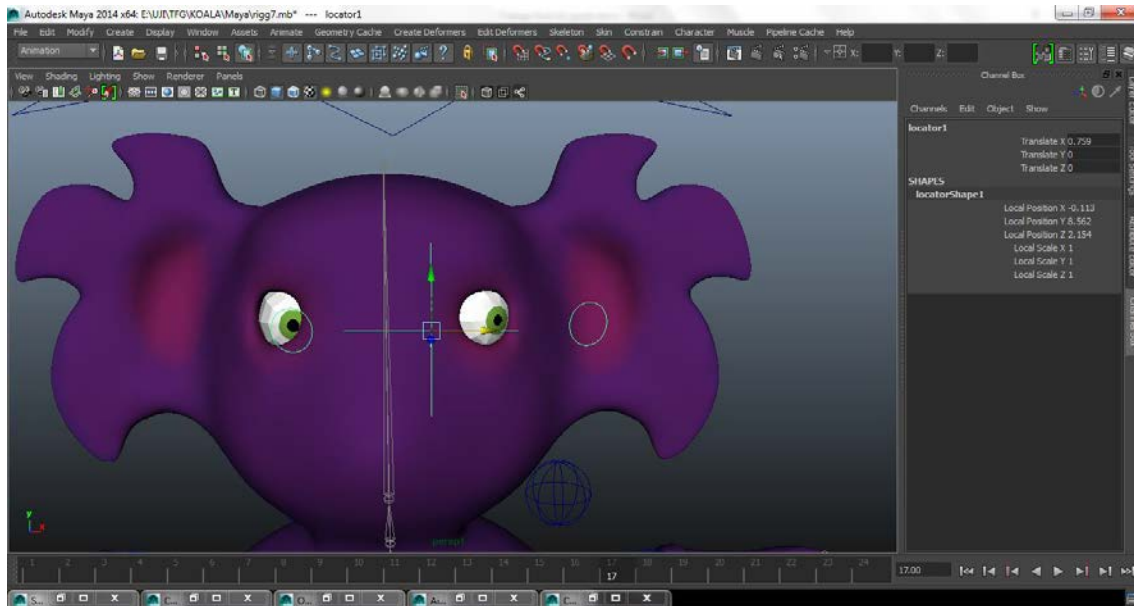 Autodesk Maya 2014 x64: E:\UJI\TFG\KOALA\Maya\rigg7.mb* --- locator1
File Edit Modify Create Display Window Assets Animate Geometry Cache Create Deformers Edit Deformers Skeleton Skin Constrain Character Muscle Pipeline Cache Help
Animation X: Y: Z:
View Shading Lighting Show Renderer Panels
Channel Box
Channels Edit Object Show
locator1
Translate X 0.759
Translate Y 0
Translate Z 0
SHAPES
locatorShape1
Local Position X -0.113
Local Position Y 8.562
Local Position Z 2.154
Local Scale X 1
Local Scale Y 1
Local Scale Z 1
y
x
persp
1 2 3 4 5 6 7 8 9 10 11 12 13 14 15 16 17 18 19 20 21 22 23 24
17
17.00
S... C... O... A... C...